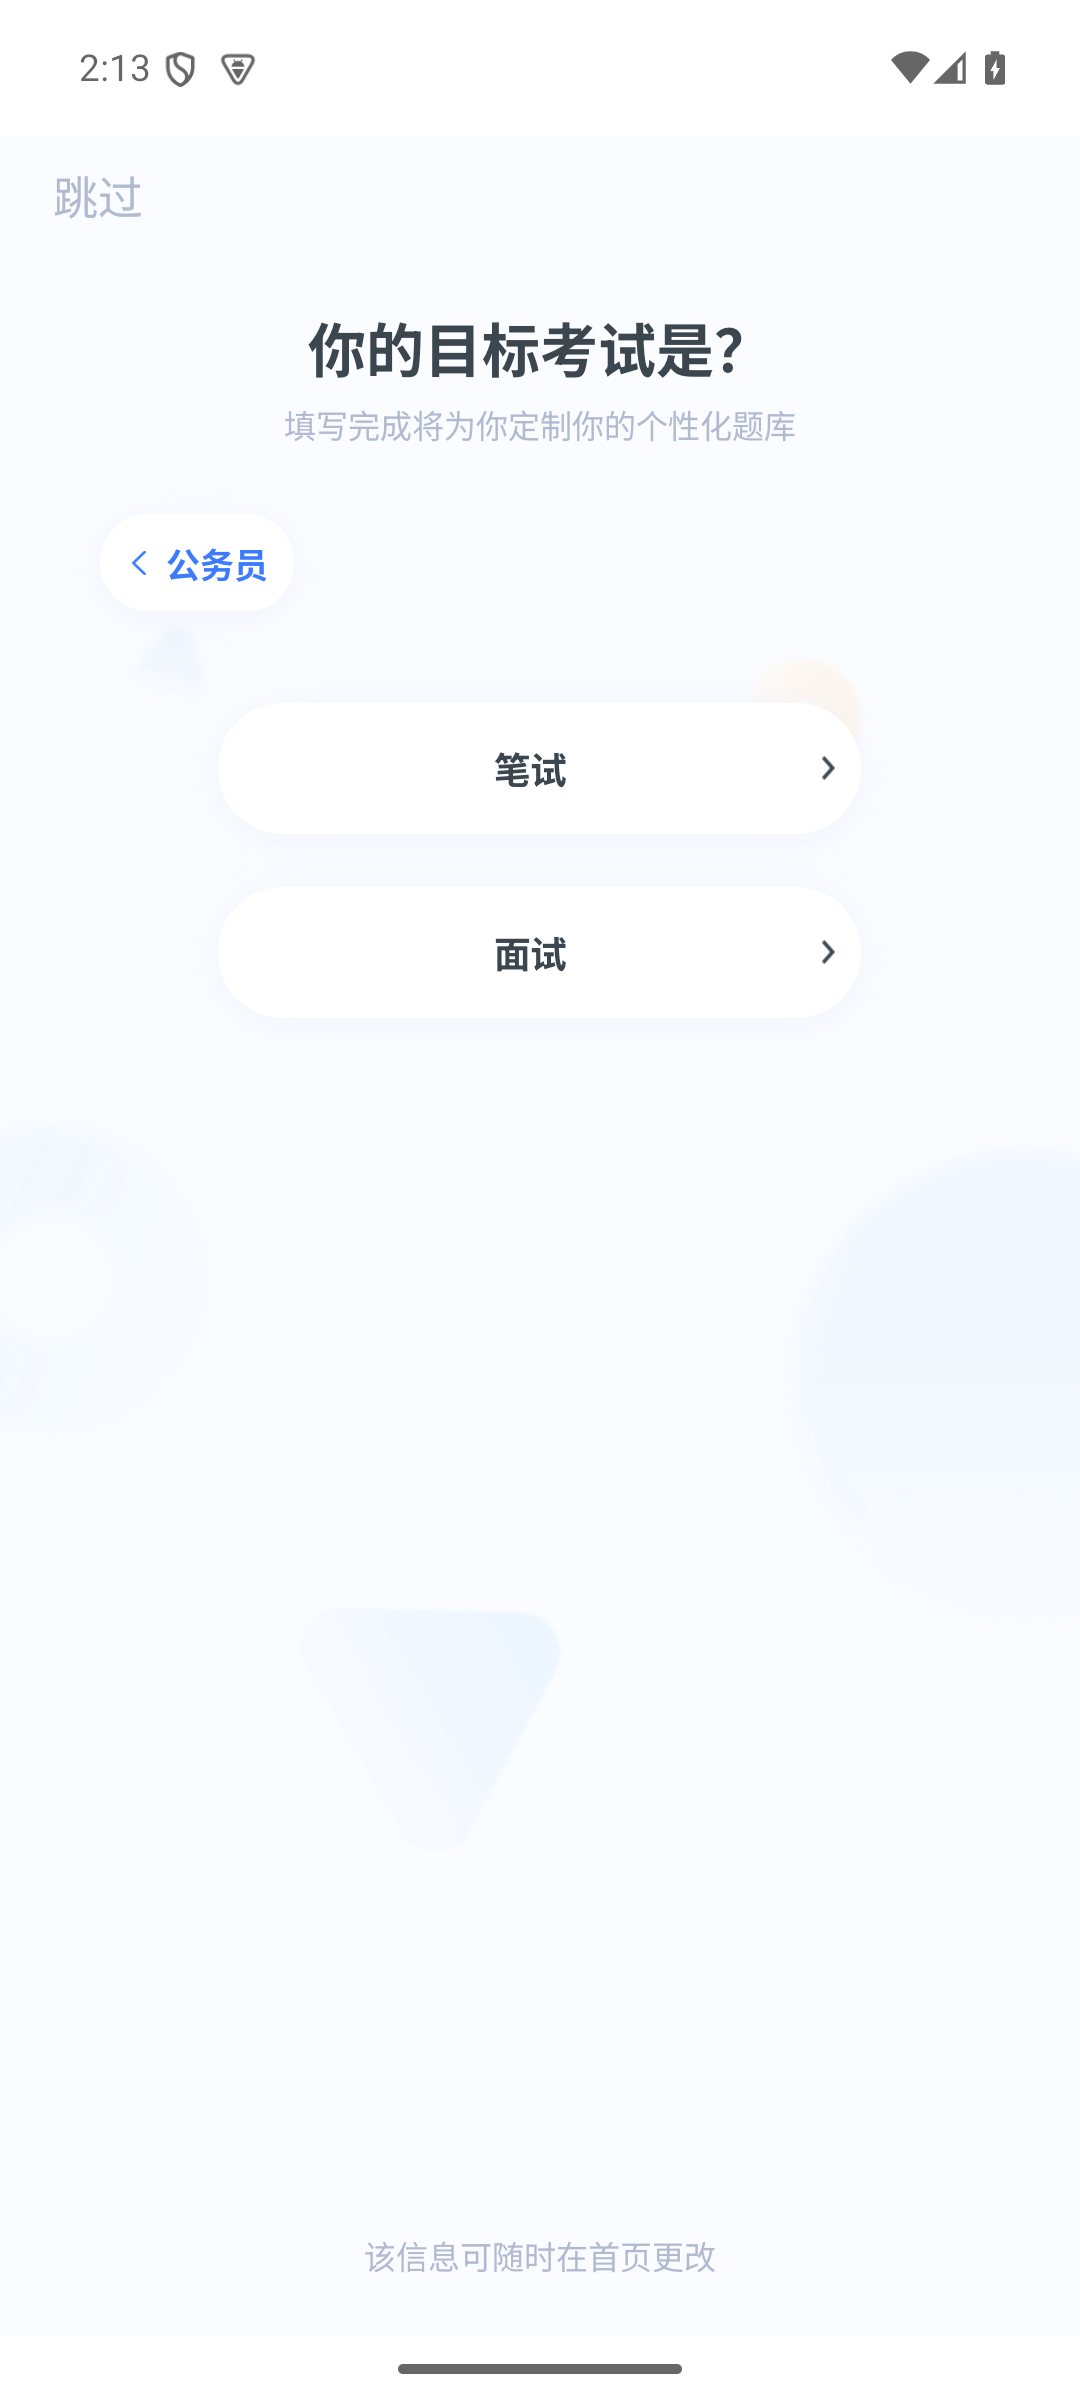 2:13
跳过
你的目标考试是？
填写完成将为你定制你的个性化题库
公务员
笔试
面试
该信息可随时在首页更改